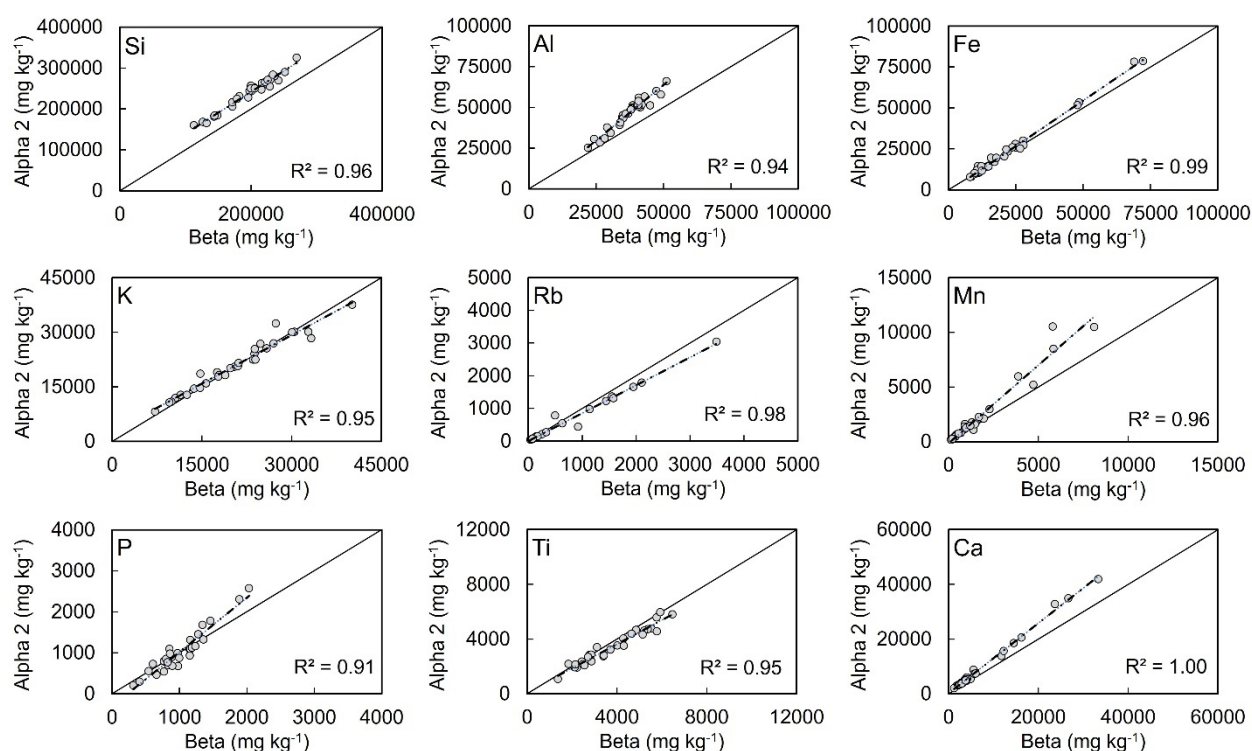 Si
Alpha 2 (mg kg⁻¹)
400000
300000
200000
100000
0
R² = 0.96
0 200000 400000
Beta (mg kg⁻¹)
Al
Alpha 2 (mg kg⁻¹)
100000
75000
50000
25000
0
R² = 0.94
0 25000 50000 75000 100000
Beta (mg kg⁻¹)
Fe
Alpha 2 (mg kg⁻¹)
100000
75000
50000
25000
0
R² = 0.99
0 25000 50000 75000 100000
Beta (mg kg⁻¹)
K
Alpha 2 (mg kg⁻¹)
45000
30000
15000
0
R² = 0.95
0 15000 30000 45000
Beta (mg kg⁻¹)
Rb
Alpha 2 (mg kg⁻¹)
5000
4000
3000
2000
1000
0
R² = 0.98
0 1000 2000 3000 4000 5000
Beta (mg kg⁻¹)
Mn
Alpha 2 (mg kg⁻¹)
15000
10000
5000
0
R² = 0.96
0 5000 10000 15000
Beta (mg kg⁻¹)
P
Alpha 2 (mg kg⁻¹)
4000
3000
2000
1000
0
R² = 0.91
0 1000 2000 3000 4000
Beta (mg kg⁻¹)
Ti
Alpha 2 (mg kg⁻¹)
12000
8000
4000
0
R² = 0.95
0 4000 8000 12000
Beta (mg kg⁻¹)
Ca
Alpha 2 (mg kg⁻¹)
60000
40000
20000
0
R² = 1.00
0 20000 40000 60000
Beta (mg kg⁻¹)